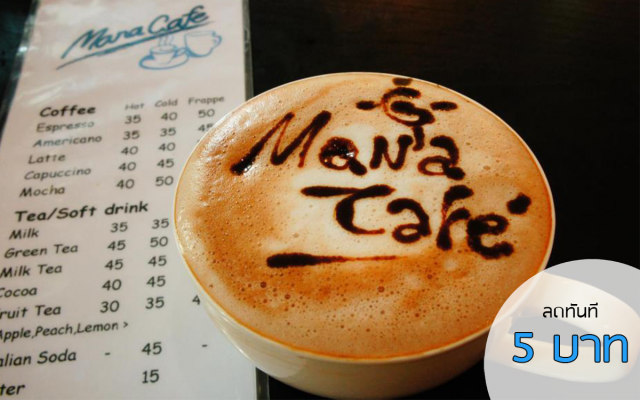 Mana Cafe
Coffee Hot Cold Frappe
Espresso 35 40 50
Americano 35 35 45
Latte 40 40
Capuccino 40 45
Mocha 40 50
Tea/Soft drink
Milk 35 35
Green Tea 45 50
Milk Tea 45 45
Cocoa 40 45
ruit Tea 30 35
Apple,Peach,Lemon >
alian Soda - 45 -
ter 15
Mana
Café
ลดทันที
5 บาท